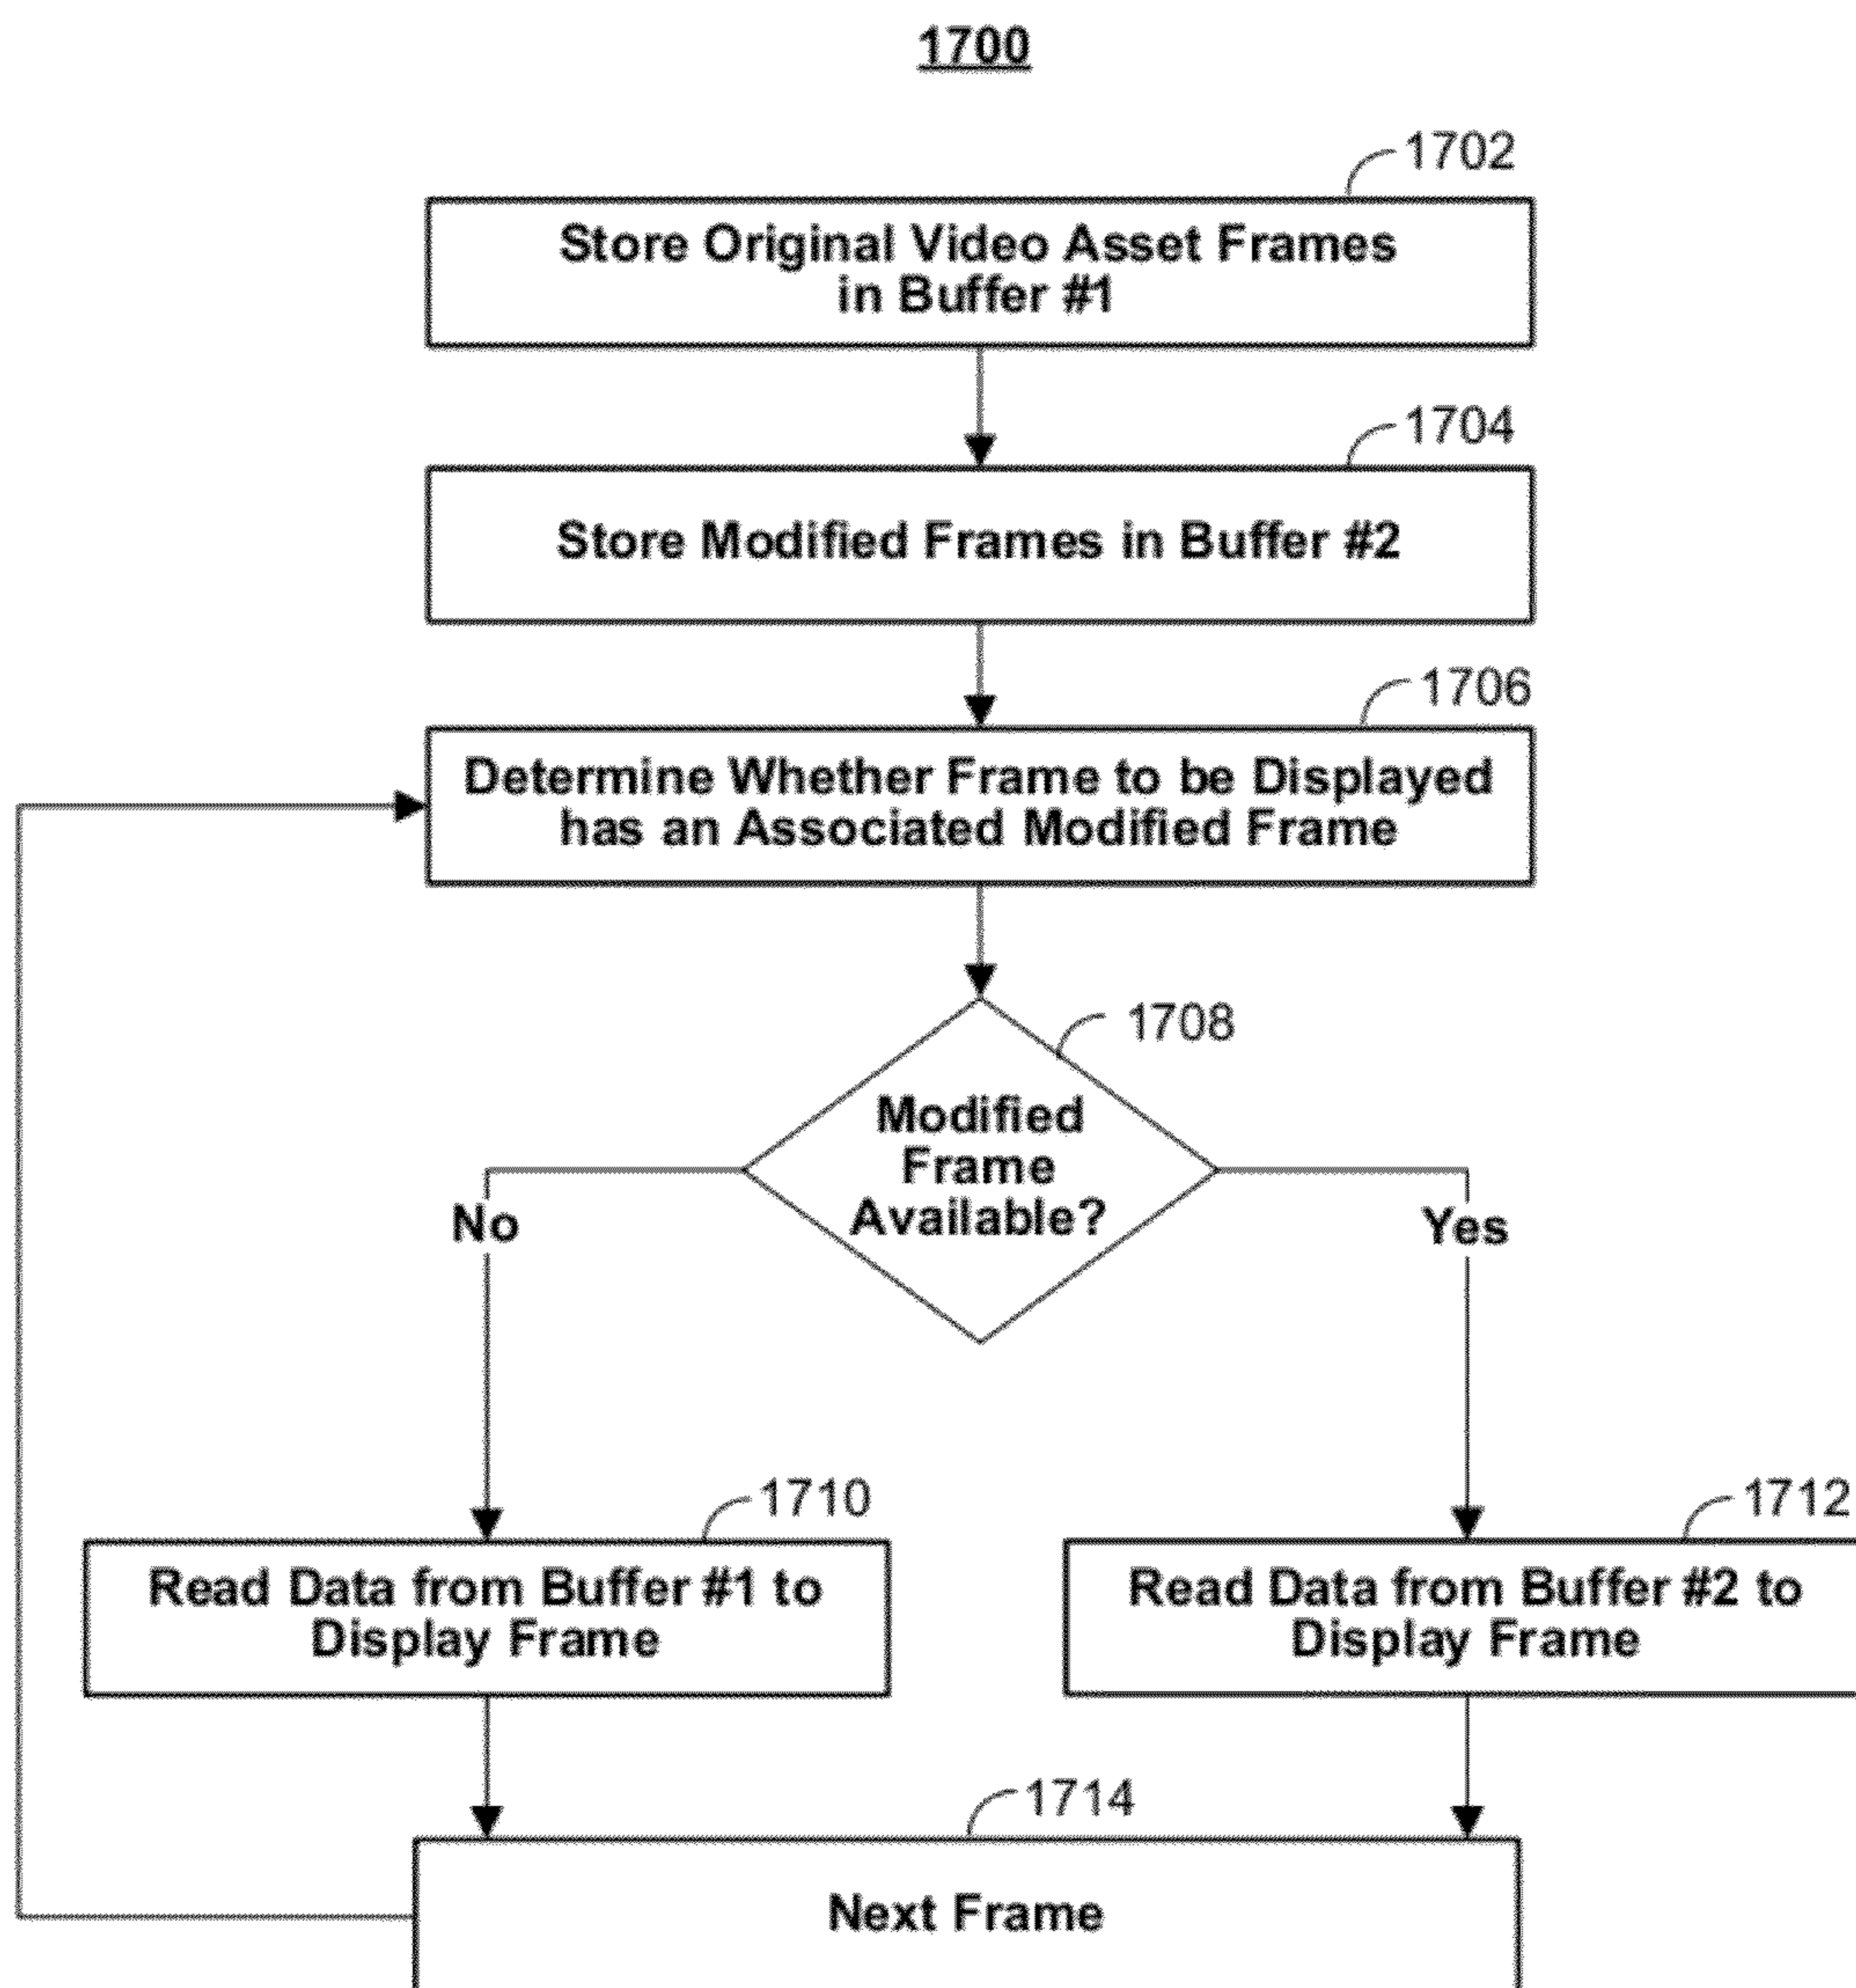 1700
1702
Store Original Video Asset Frames
in Buffer #1
1704
Store Modified Frames in Buffer #2
1706
Determine Whether Frame to be Displayed
has an Associated Modified Frame
1708
Modified
Frame
Available?
No
Yes
1710
Read Data from Buffer #1 to
Display Frame
1712
Read Data from Buffer #2 to
Display Frame
1714
Next Frame